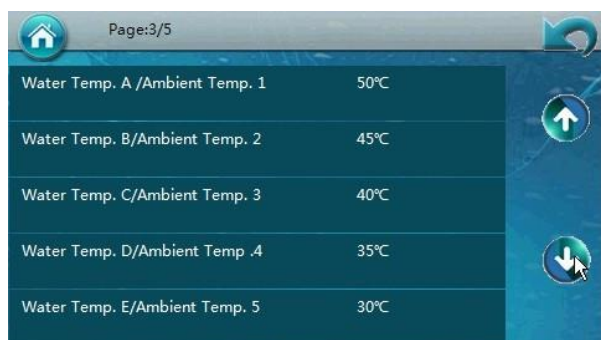 Page:3/5
Water Temp. A /Ambient Temp. 1 50℃
Water Temp. B/Ambient Temp. 2 45℃
Water Temp. C/Ambient Temp. 3 40℃
Water Temp. D/Ambient Temp .4 35℃
Water Temp. E/Ambient Temp. 5 30℃